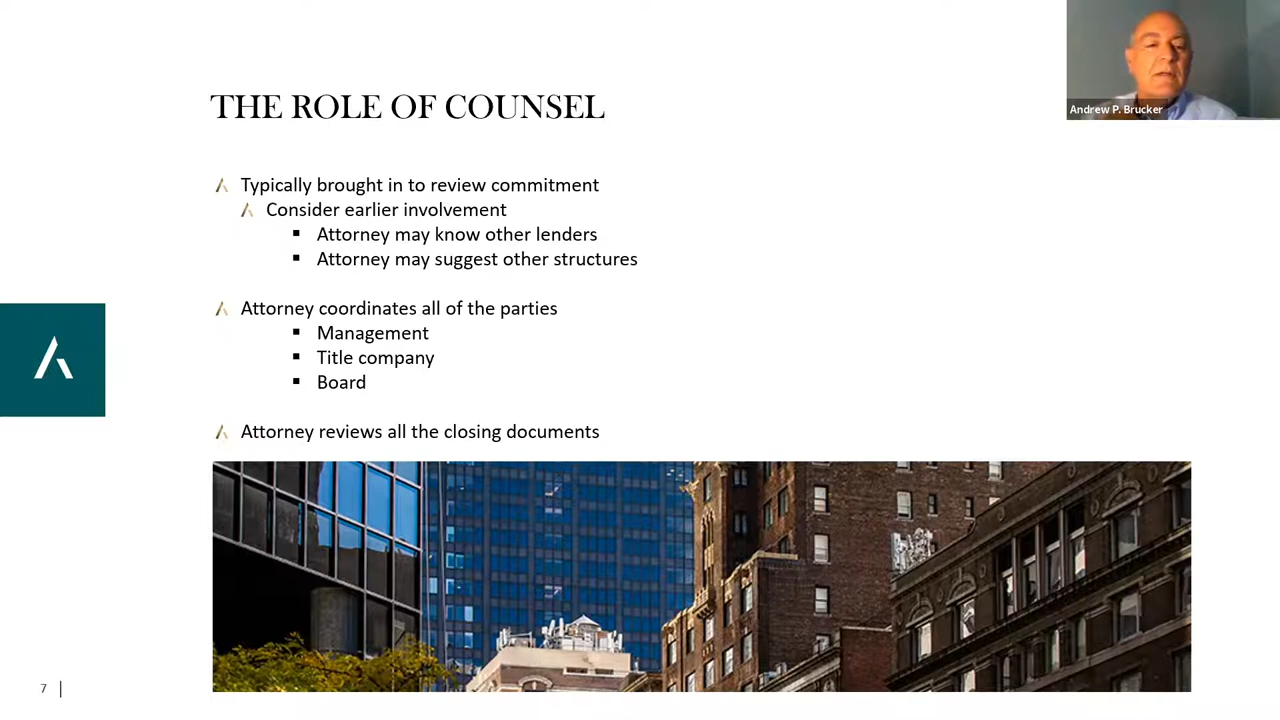 Andrew P. Brucker
THE ROLE OF COUNSEL
Typically brought in to review commitment
Consider earlier involvement
Attorney may know other lenders
Attorney may suggest other structures
Attorney coordinates all of the parties
Management
Title company
Board
Attorney reviews all the closing documents
7